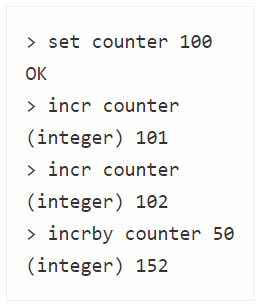 > set counter 100
OK
> incr counter
(integer) 101
> incr counter
(integer) 102
> incrby counter 50
(integer) 152